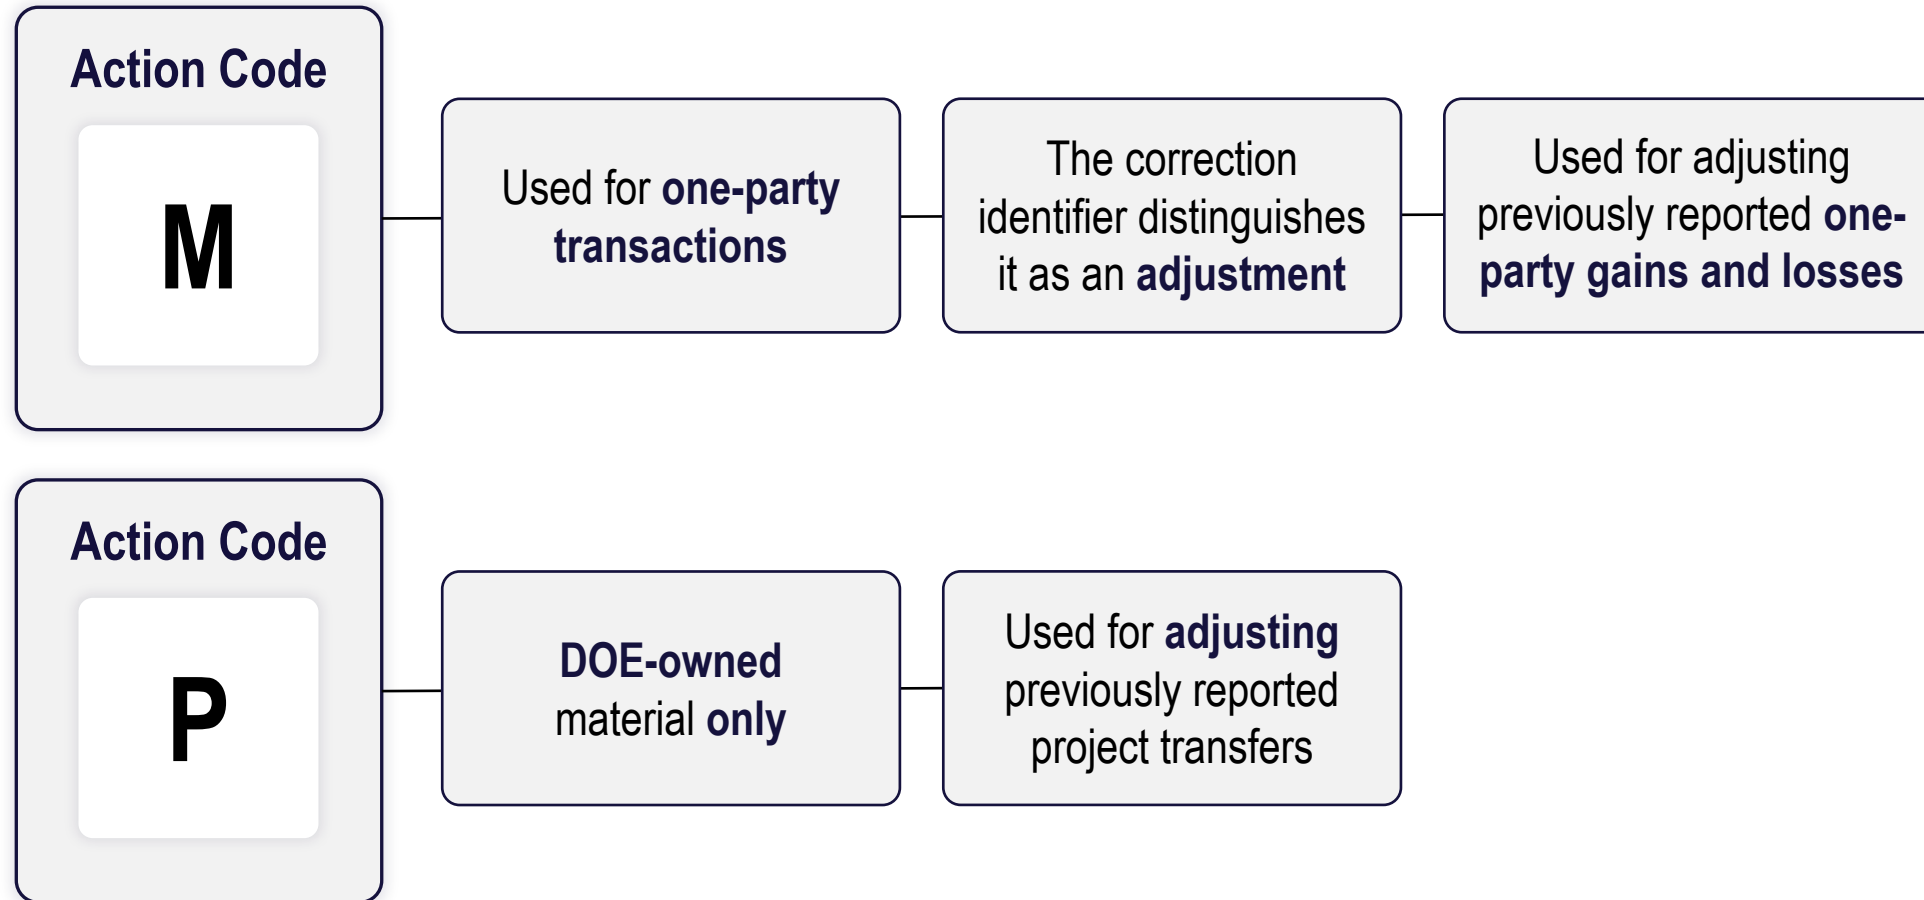 Action Code
M
Used for one-party
transactions
The correction
identifier distinguishes
it as an adjustment
Used for adjusting
previously reported one-
party gains and losses
Action Code
P
DOE-owned
material only
Used for adjusting
previously reported
project transfers